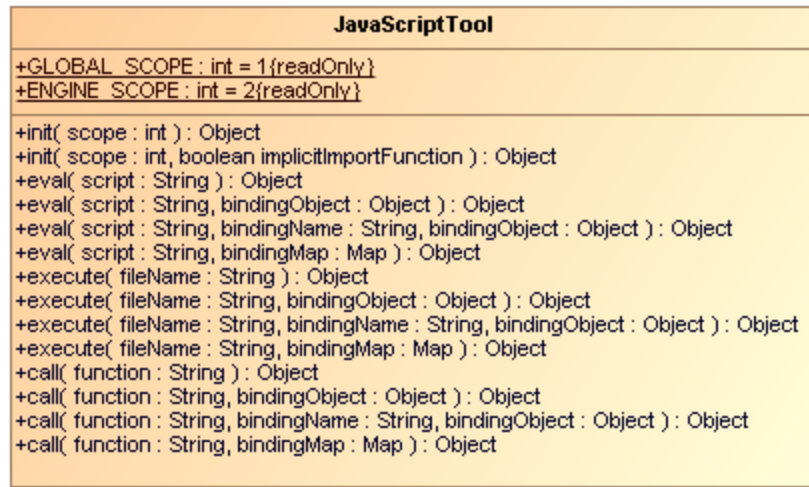 JavaScriptTool
+GLOBAL_SCOPE : int = 1{readOnly}
+ENGINE_SCOPE : int = 2{readOnly}
+init( scope : int ) : Object
+init( scope : int, boolean implicitImportFunction ) : Object
+eval( script : String ) : Object
+eval( script : String, bindingObject : Object ) : Object
+eval( script : String, bindingName : String, bindingObject : Object ) : Object
+eval( script : String, bindingMap : Map ) : Object
+execute( fileName : String ) : Object
+execute( fileName : String, bindingObject : Object ) : Object
+execute( fileName : String, bindingName : String, bindingObject : Object ) : Object
+execute( fileName : String, bindingMap : Map ) : Object
+call( function : String ) : Object
+call( function : String, bindingObject : Object ) : Object
+call( function : String, bindingName : String, bindingObject : Object ) : Object
+call( function : String, bindingMap : Map ) : Object